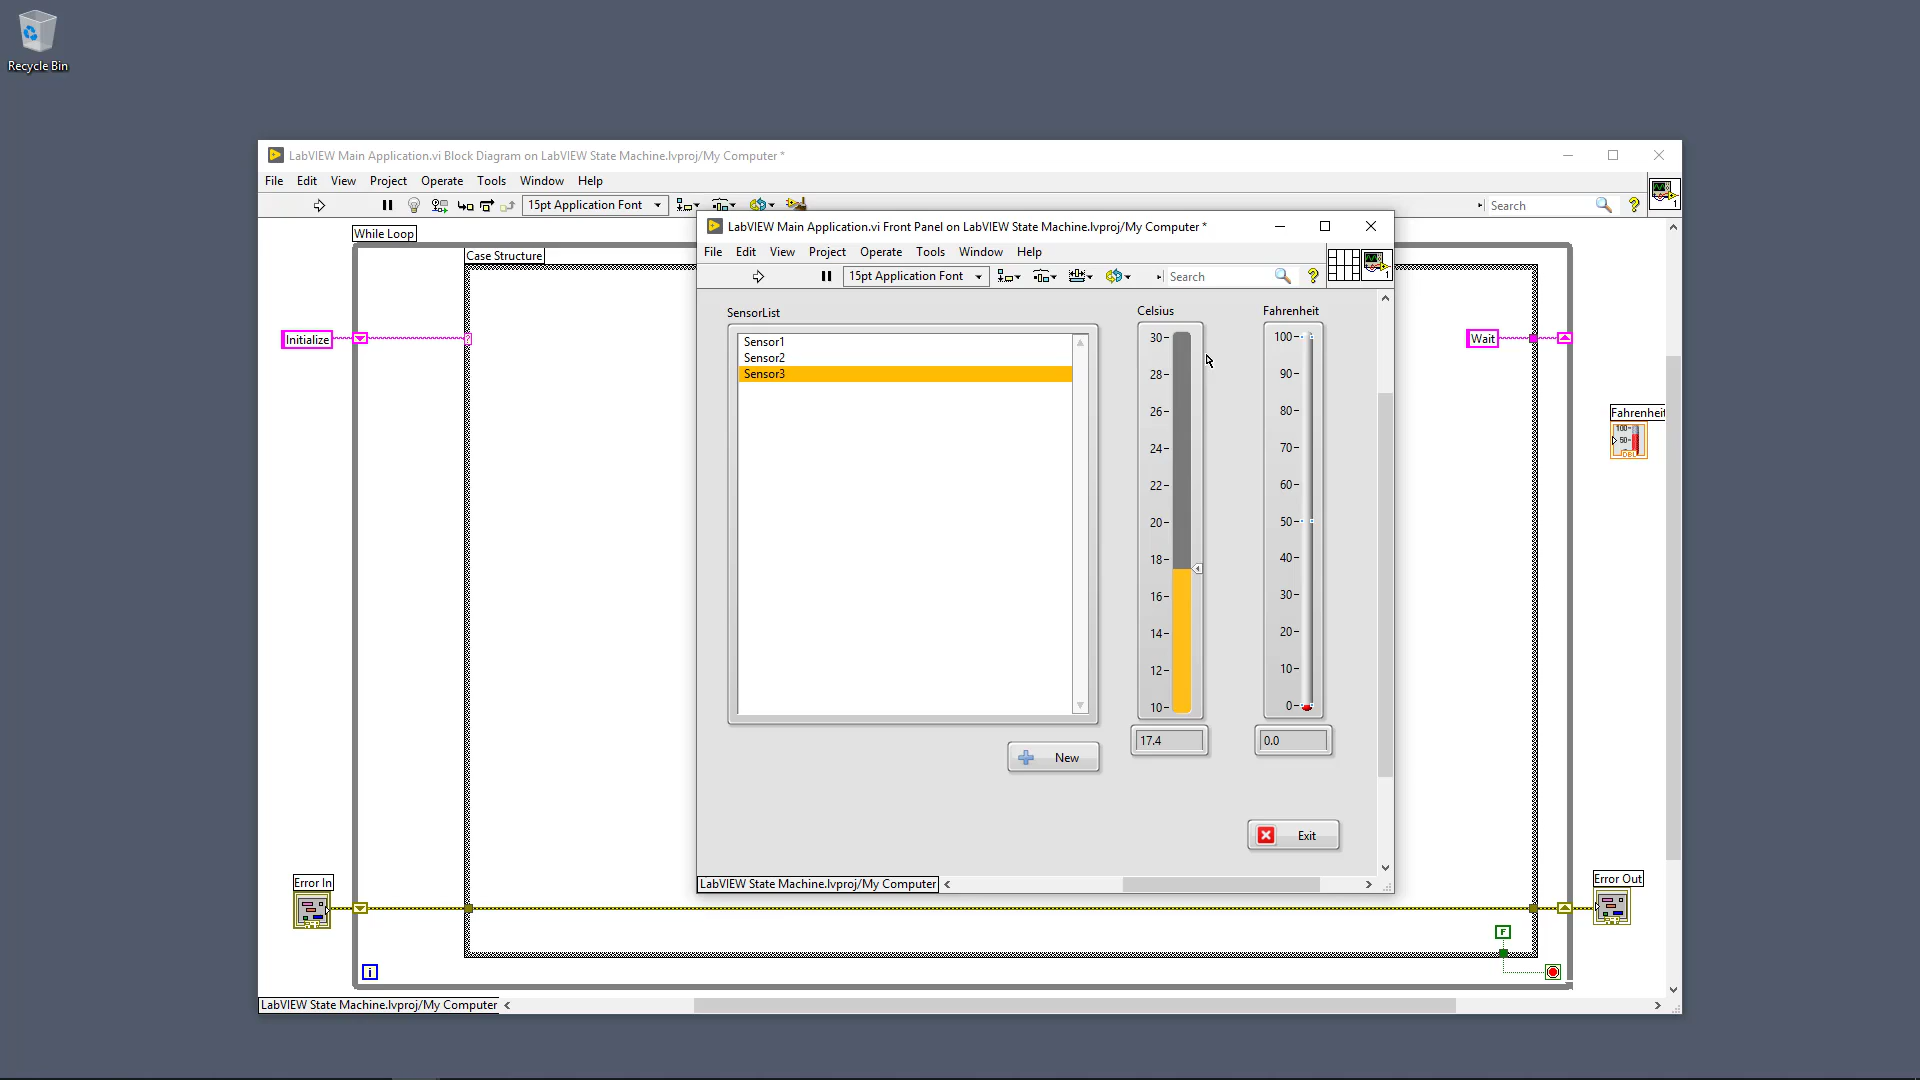 Recycle Bin
LabVIEW Main Application.vi Block Diagram on LabVIEW State Machine.lvproj/My Computer *
File Edit View Project Operate Tools Window Help
15pt Application Font
Search
?
1
While Loop
Case Structure
Initialize
?
Wait
Fahrenheit
100
50
DBL
Error In
Error Out
F
i
LabVIEW State Machine.lvproj/My Computer
LabVIEW Main Application.vi Front Panel on LabVIEW State Machine.lvproj/My Computer *
File Edit View Project Operate Tools Window Help
15pt Application Font
Search
?
1
SensorList
Sensor1
Sensor2
Sensor3
New
Celsius
30
28
26
24
22
20
18
16
14
12
10
17.4
Fahrenheit
100
90
80
70
60
50
40
30
20
10
0
0.0
Exit
LabVIEW State Machine.lvproj/My Computer